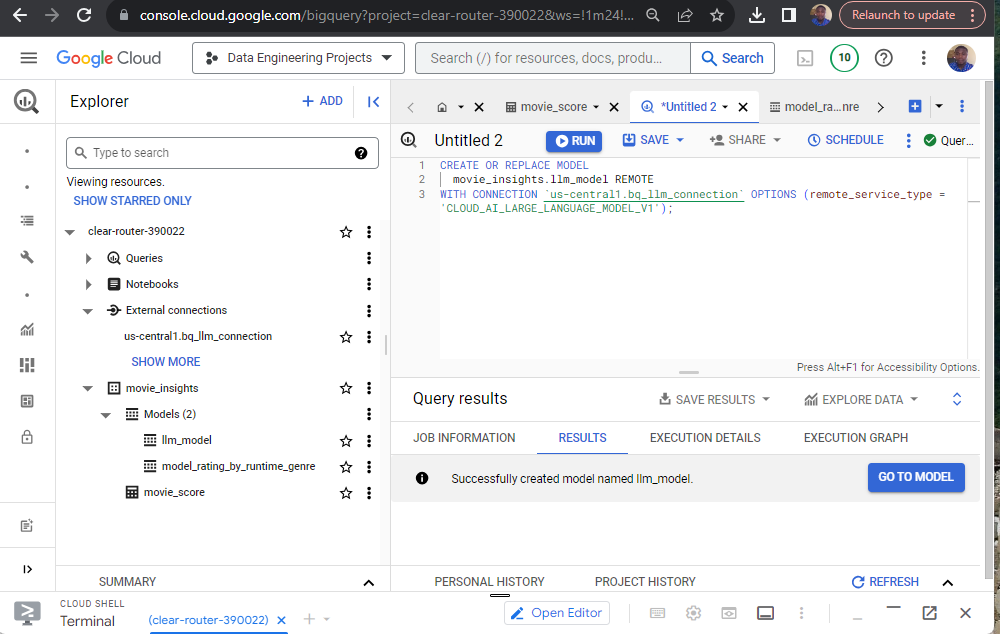 console.cloud.google.com/bigquery?project=clear-router-390022&ws=!1m24!...
Relaunch to update
Google Cloud
Data Engineering Projects
Search (/) for resources, docs, produ...
Search
10
Explorer
+ ADD
movie_score
*Untitled 2
model_ra...nre
Untitled 2
RUN
SAVE
SHARE
SCHEDULE
Quer...
Type to search
Viewing resources.
SHOW STARRED ONLY
clear-router-390022
Queries
Notebooks
External connections
us-central1.bq_llm_connection
SHOW MORE
movie_insights
Models (2)
llm_model
model_rating_by_runtime_genre
movie_score
1 CREATE OR REPLACE MODEL
2 movie_insights.llm_model REMOTE
3 WITH CONNECTION `us-central1.bq_llm_connection` OPTIONS (remote_service_type =
'CLOUD_AI_LARGE_LANGUAGE_MODEL_V1');
Press Alt+F1 for Accessibility Options.
Query results
SAVE RESULTS
EXPLORE DATA
JOB INFORMATION
RESULTS
EXECUTION DETAILS
EXECUTION GRAPH
Successfully created model named llm_model.
GO TO MODEL
SUMMARY
PERSONAL HISTORY
PROJECT HISTORY
REFRESH
CLOUD SHELL
Terminal
(clear-router-390022)
Open Editor